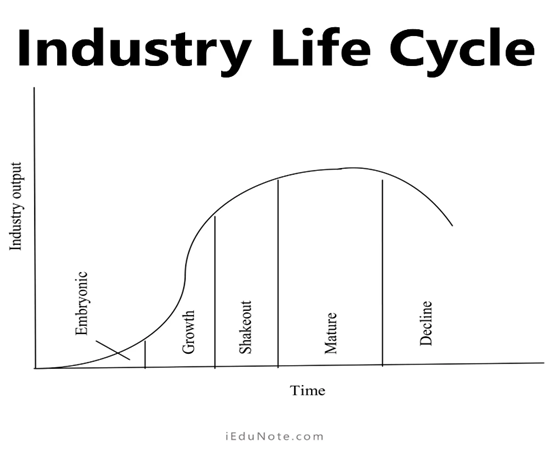 Industry Life Cycle
Industry output
Embryonic
Growth
Shakeout
Mature
Decline
Time
iEduNote.com